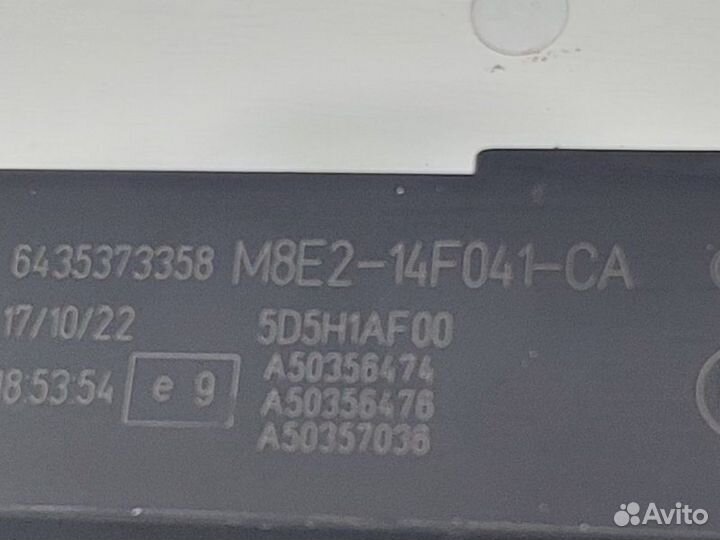 6435373358 M8E2-14F041-CA
17/10/22 5D5H1AF00
18:53:54 e 9 A50356474
A50356476
A50357036
Avito